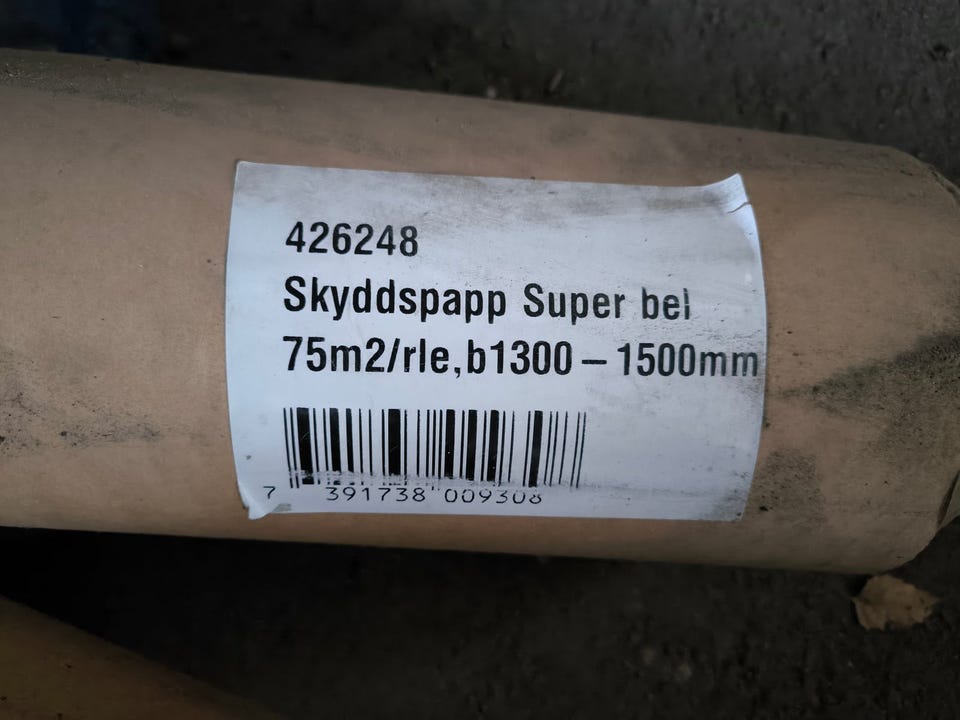 426248
Skyddspapp Super bel
75m2/rle,b1300 – 1500mm
7 391738 009308